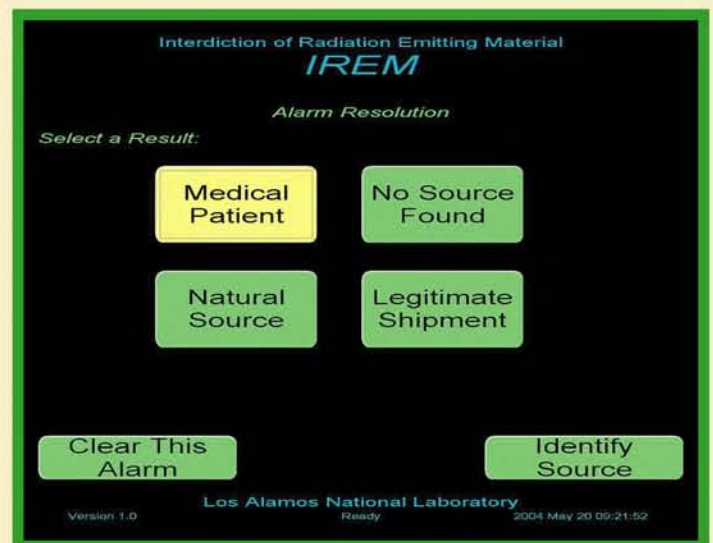 Interdiction of Radiation Emitting Material
IREM
Alarm Resolution
Select a Result:
Medical
Patient
No Source
Found
Natural
Source
Legitimate
Shipment
Clear This
Alarm
Identify
Source
Los Alamos National Laboratory
Version 1.0
Ready
2004 May 20 09:21:52